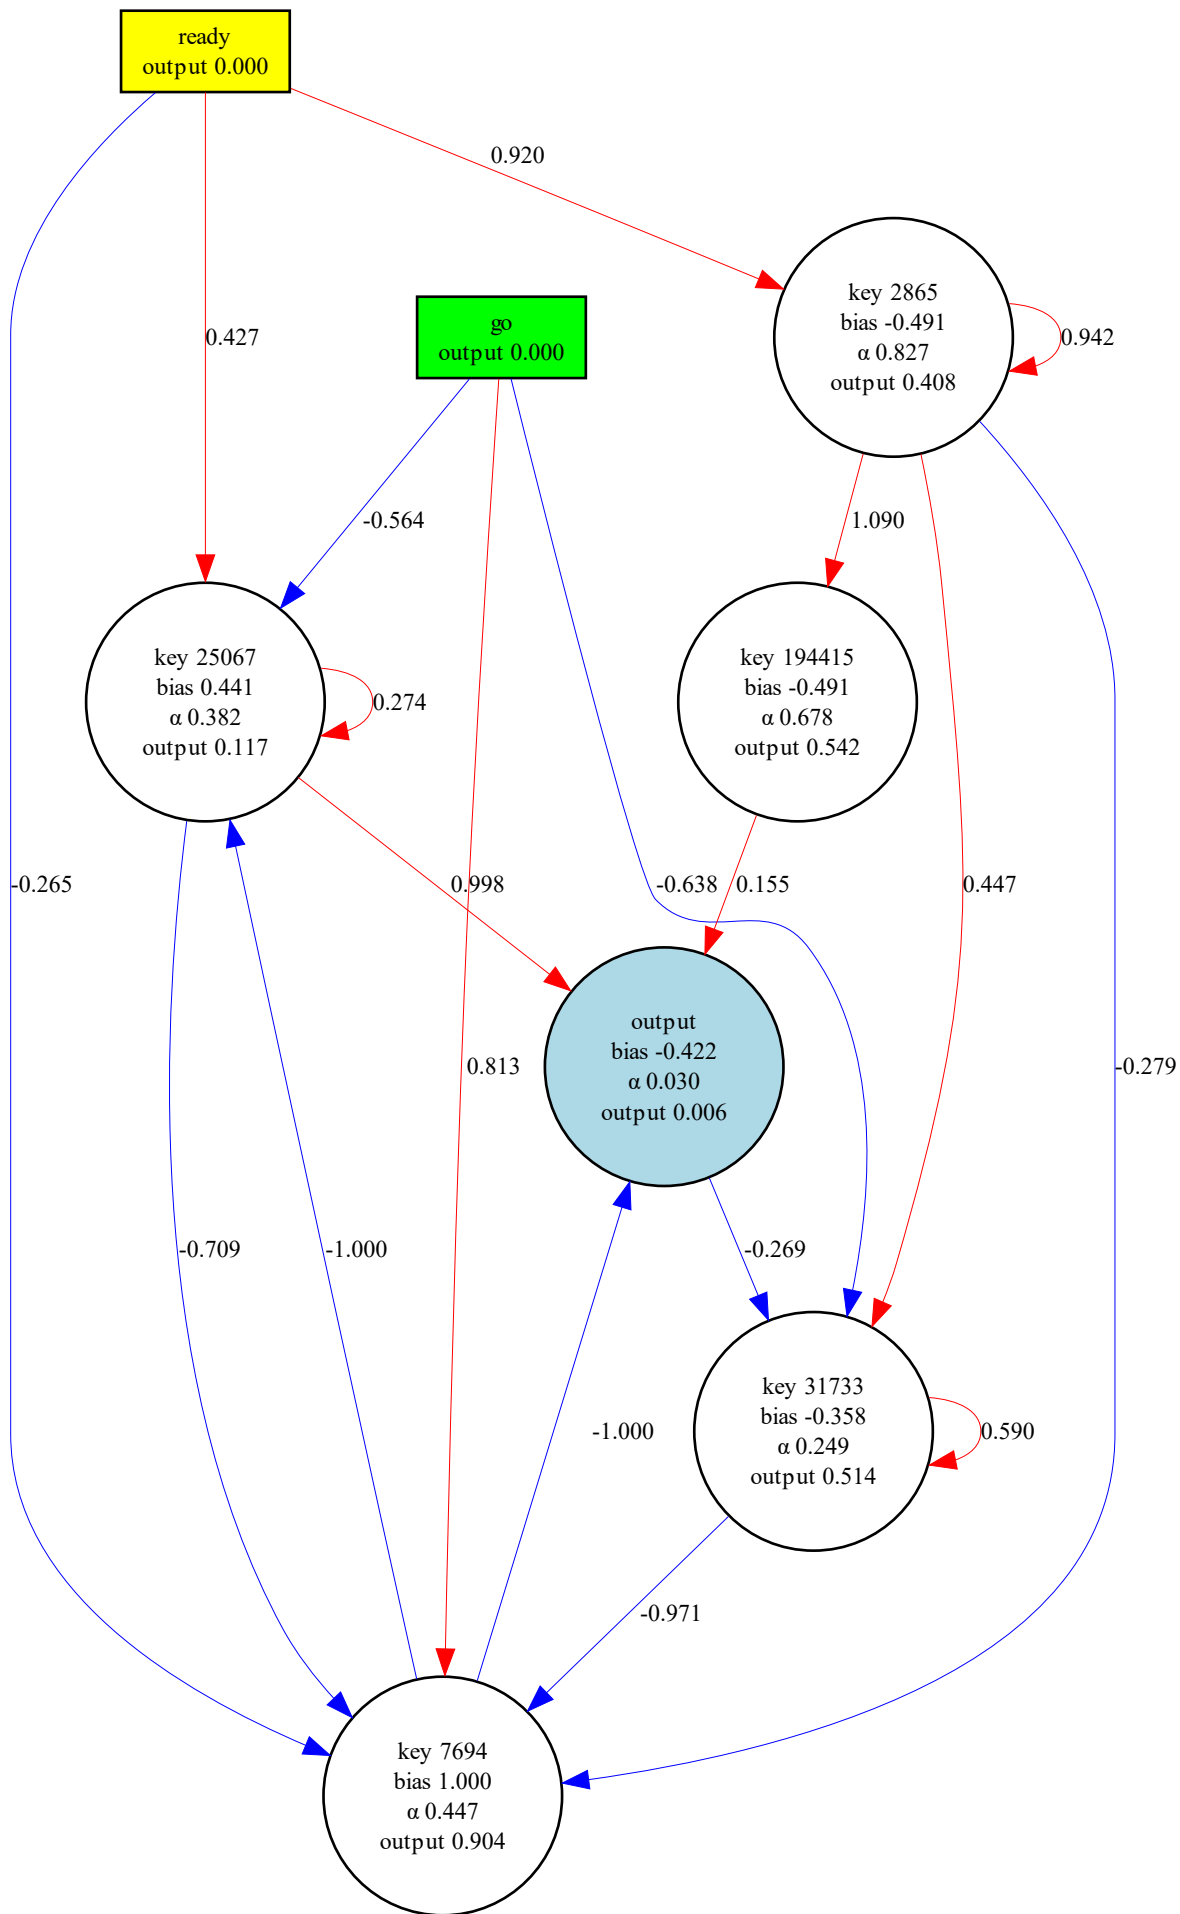 ready
output 0.000
0.920
key 2865
bias -0.491
α 0.827
output 0.408
0.942
go
output 0.000
0.427
-0.564
1.090
key 25067
bias 0.441
α 0.382
output 0.117
0.274
key 194415
bias -0.491
α 0.678
output 0.542
-0.265
0.998
-0.638
0.155
0.447
output
bias -0.422
α 0.030
output 0.006
0.813
-0.279
-0.709
-1.000
-0.269
-1.000
key 31733
bias -0.358
α 0.249
output 0.514
0.590
-0.971
key 7694
bias 1.000
α 0.447
output 0.904